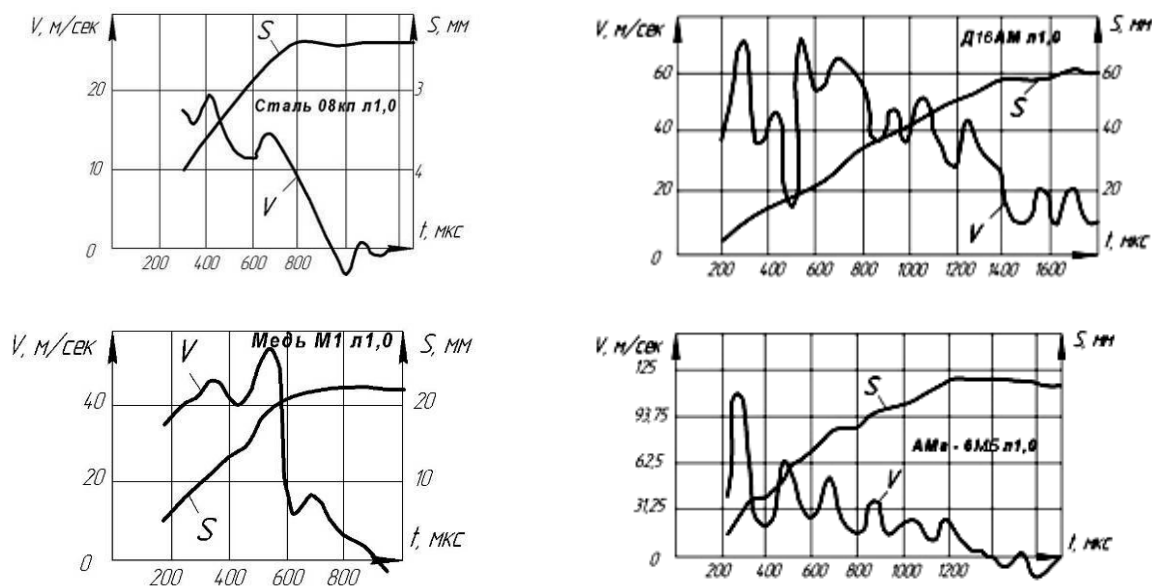 V, м/сек S, мм
S
20 3
Сталь 08кп л1,0
10 4
V
0 t, мкс
200 400 600 800
V, м/сек S, мм
Д16АМ л1,0
60 60
S
40 40
20 20
V
0 t, мкс
200 400 600 800 1000 1200 1400 1600
V, м/сек Медь М1 л1,0 S, мм
V
40 20
20 10
S
0 t, мкс
200 400 600 800
V, м/сек S, мм
125
S
93,75
АМг - 6МБ л1,0
62,5
V
31,25
0 t, мкс
200 400 600 800 1000 1200